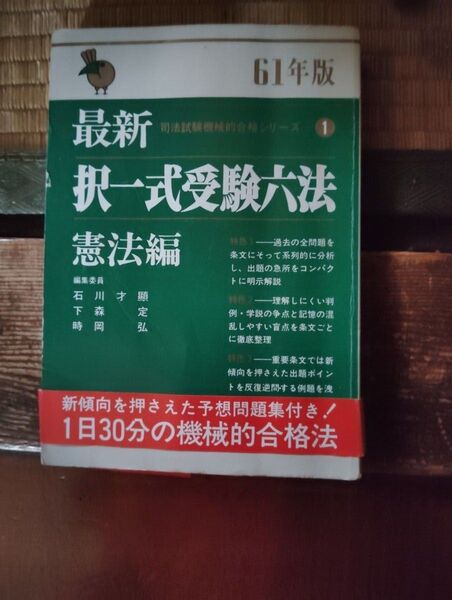 61年版
最新
司法試験機械的合格シリーズ 1
択一式受験六法
憲法編
編集委員
石川才顯
下森定
時岡弘
特色1——過去の全問題を
条文にそって系列的に分析
し、出題の急所をコンパク
トに明示解説
特色2——理解しにくい判
例・学説の争点と記憶の混
乱しやすい盲点を条文ごと
に徹底整理
特色3——重要条文では新
傾向を押さえた出題ポイン
トを反復逆問する例題を洩
新傾向を押さえた予想問題集付き!
1日30分の機械的合格法